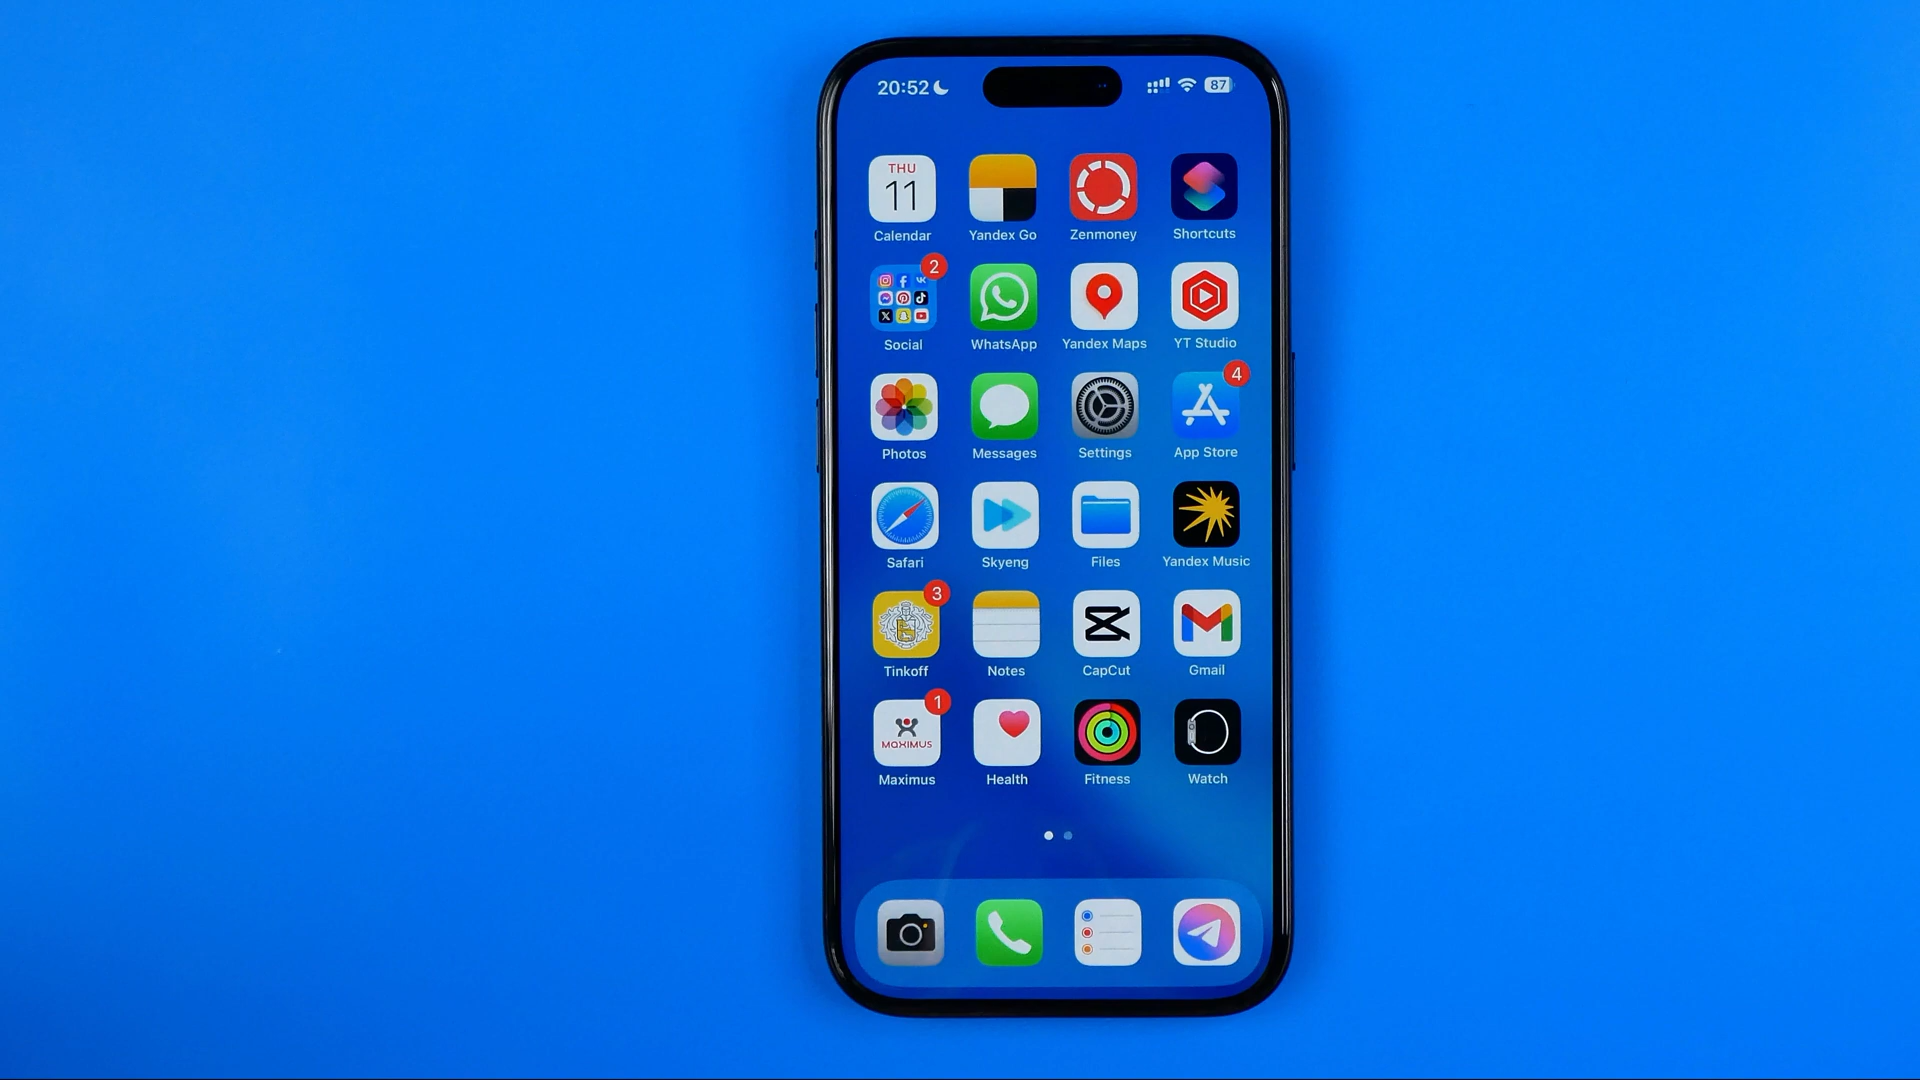 20:52
87
THU
11
Calendar Yandex Go Zenmoney Shortcuts
2
Social WhatsApp Yandex Maps YT Studio
4
Photos Messages Settings App Store
Safari Skyeng Files Yandex Music
3
Tinkoff Notes CapCut Gmail
1
MAXIMUS
Maximus Health Fitness Watch